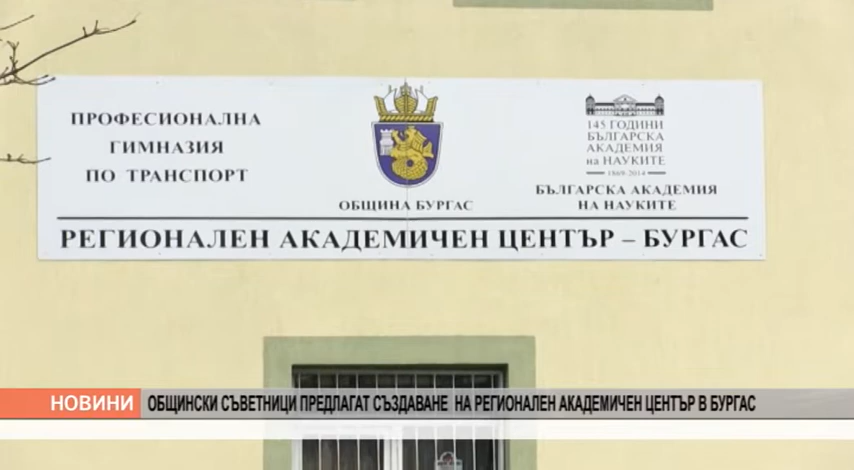 ПРОФЕСИОНАЛНА
ГИМНАЗИЯ
ПО ТРАНСПОРТ
ОБЩИНА БУРГАС
145 ГОДИНИ
БЪЛГАРСКА
АКАДЕМИЯ
на НАУКИТЕ
1869-2014
БЪЛГАРСКА АКАДЕМИЯ
НА НАУКИТЕ
РЕГИОНАЛЕН АКАДЕМИЧЕН ЦЕНТЪР – БУРГАС
НОВИНИ
ОБЩИНСКИ СЪВЕТНИЦИ ПРЕДЛАГАТ СЪЗДАВАНЕ НА РЕГИОНАЛЕН АКАДЕМИЧЕН ЦЕНТЪР В БУРГАС